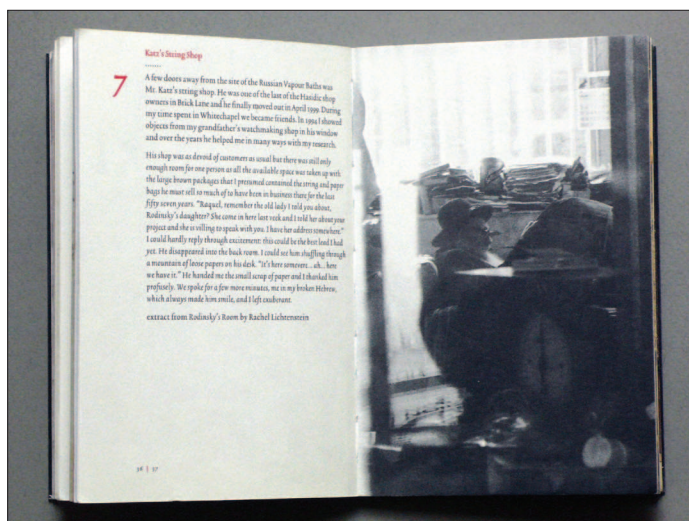 Katz's String Shop
7
A few doors away from the site of the Russian Vapour Baths was
Mr. Katz's string shop. He was one of the last of the Hasidic shop
owners in Brick Lane and he finally moved out in April 1999. During
my time spent in Whitechapel we became friends. In 1994 I showed
objects from my grandfather's watchmaking shop in his window
and over the years he helped me in many ways with my research.
His shop was as devoid of customers as usual but there was still only
enough room for one person as all the available space was taken up with
the large brown packages that I presumed contained the string and paper
bags he must sell so much of to have been in business there for the last
fifty seven years. "Raquel, remember the old lady I told you about,
Rodinsky's daughter? She come in here last veek and I told her about your
project and she is villing to speak with you. I have her address somewhere."
I could hardly reply through excitement: this could be the best lead I had
yet. He disappeared into the back room. I could see him shuffling through
a mountain of loose papers on his desk. "It's here somevere... uh... here
we have it." He handed me the small scrap of paper and I thanked him
profusely. We spoke for a few more minutes, me in my broken Hebrew,
which always made him smile, and I left exuberant.
extract from Rodinsky's Room by Rachel Lichtenstein
56 | 57